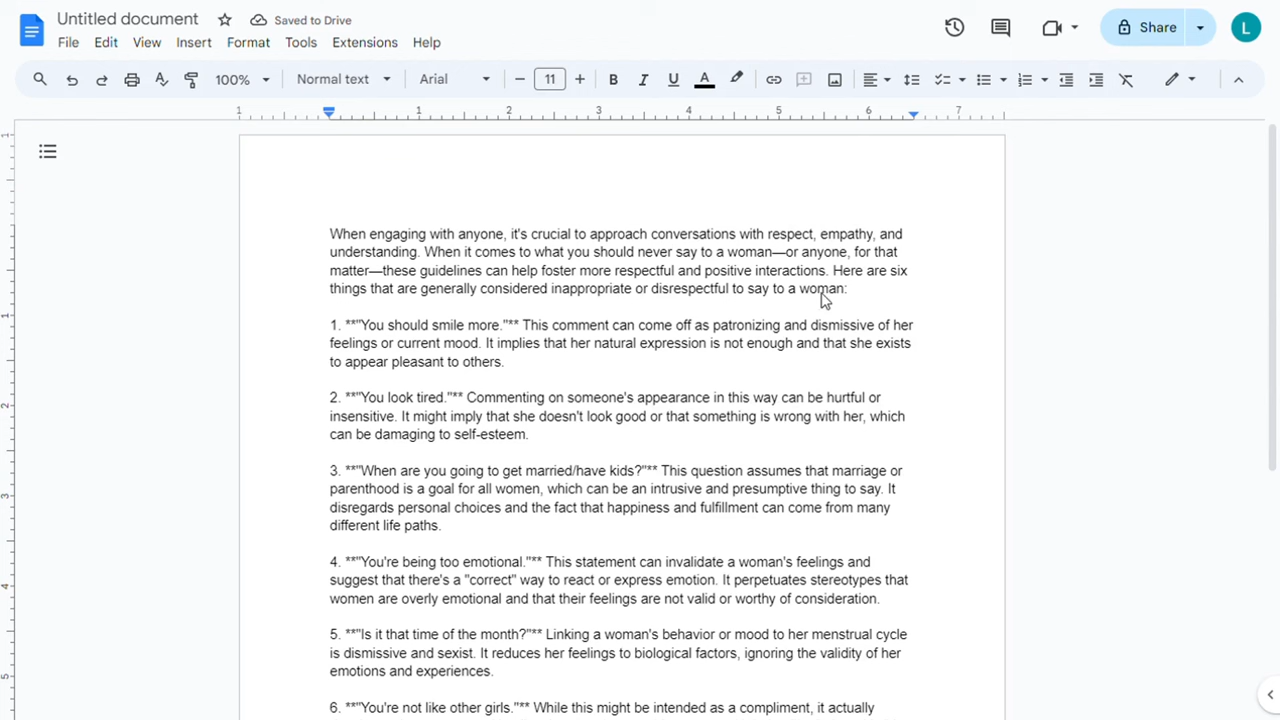 Untitled document
Saved to Drive
Share
L
File Edit View Insert Format Tools Extensions Help
100% Normal text Arial 11
1 1 2 3 4 5 6 7
When engaging with anyone, it's crucial to approach conversations with respect, empathy, and
understanding. When it comes to what you should never say to a woman—or anyone, for that
matter—these guidelines can help foster more respectful and positive interactions. Here are six
things that are generally considered inappropriate or disrespectful to say to a woman:
1. **"You should smile more."** This comment can come off as patronizing and dismissive of her
feelings or current mood. It implies that her natural expression is not enough and that she exists
to appear pleasant to others.
2. **"You look tired."** Commenting on someone's appearance in this way can be hurtful or
insensitive. It might imply that she doesn't look good or that something is wrong with her, which
can be damaging to self-esteem.
3. **"When are you going to get married/have kids?"** This question assumes that marriage or
parenthood is a goal for all women, which can be an intrusive and presumptive thing to say. It
disregards personal choices and the fact that happiness and fulfillment can come from many
different life paths.
4. **"You're being too emotional."** This statement can invalidate a woman's feelings and
suggest that there's a "correct" way to react or express emotion. It perpetuates stereotypes that
women are overly emotional and that their feelings are not valid or worthy of consideration.
5. **"Is it that time of the month?"** Linking a woman's behavior or mood to her menstrual cycle
is dismissive and sexist. It reduces her feelings to biological factors, ignoring the validity of her
emotions and experiences.
6. **"You're not like other girls."** While this might be intended as a compliment, it actually
1
1
2
3
4
5